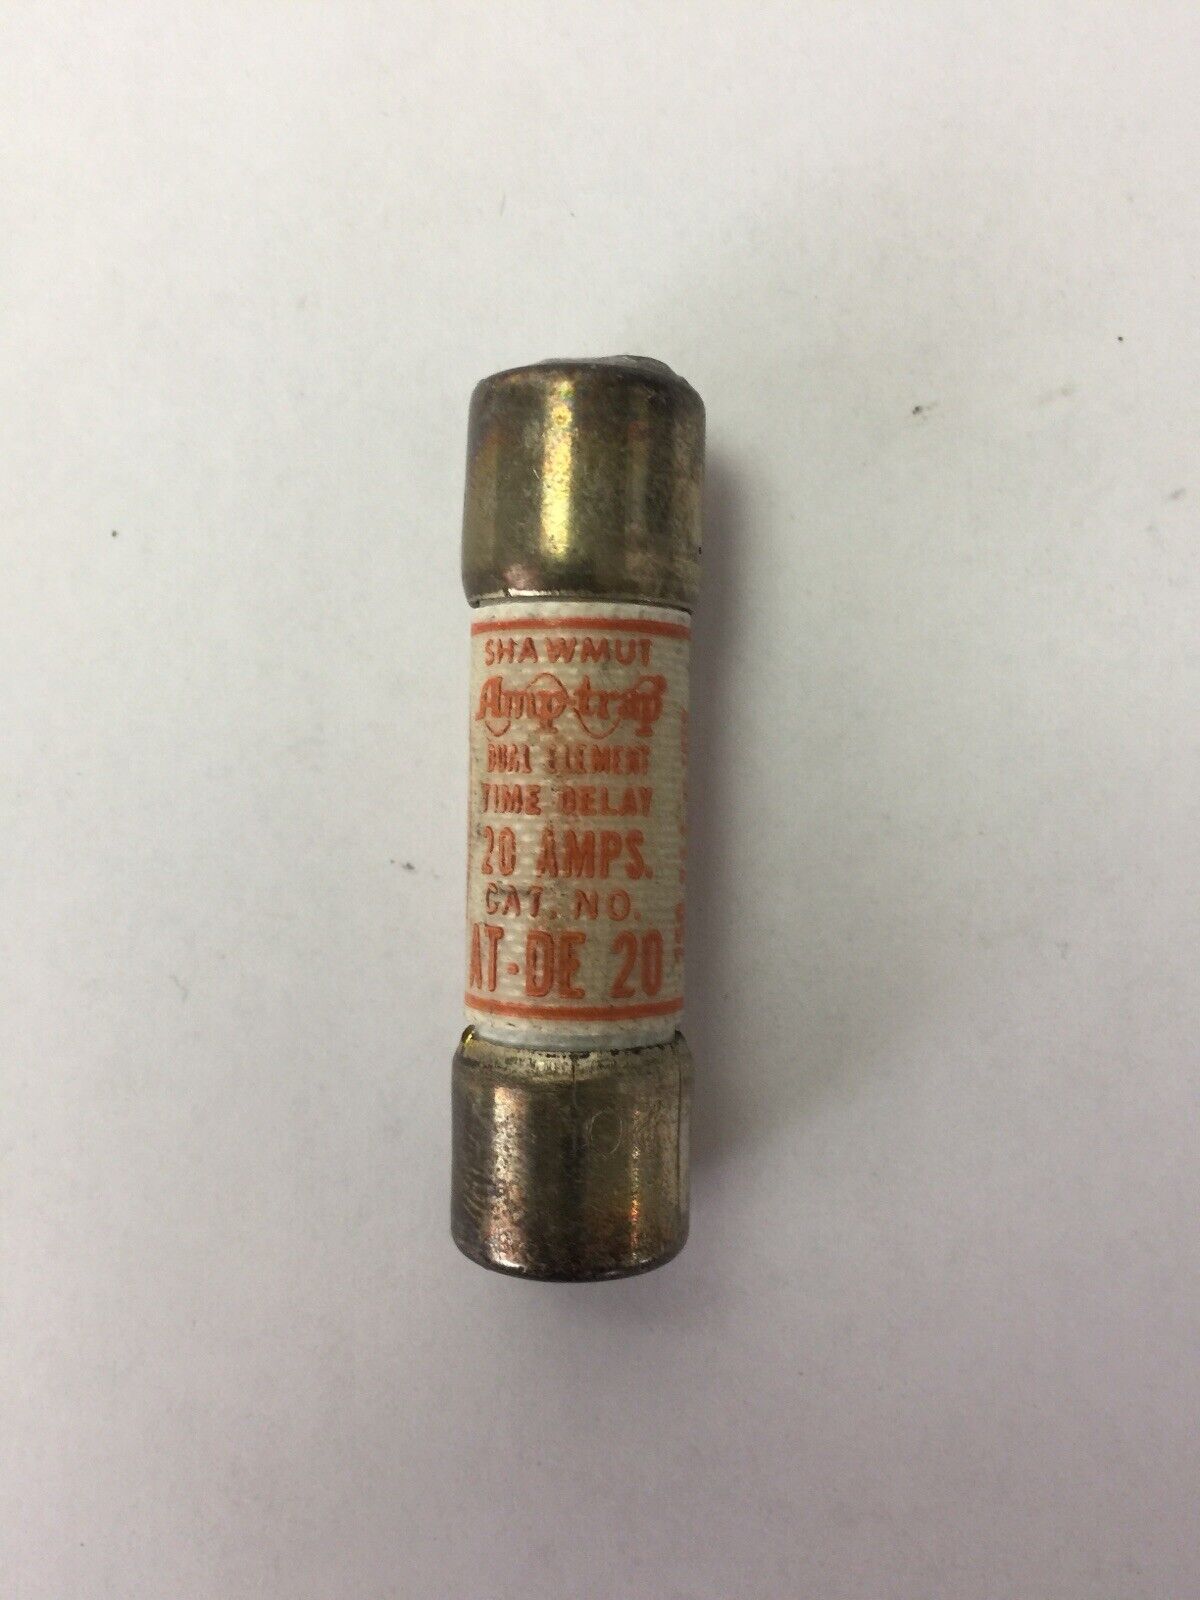 SHAWMUT
Amp-trap
DUAL ELEMENT
TIME DELAY
20 AMPS.
CAT. NO.
AT-DE 20